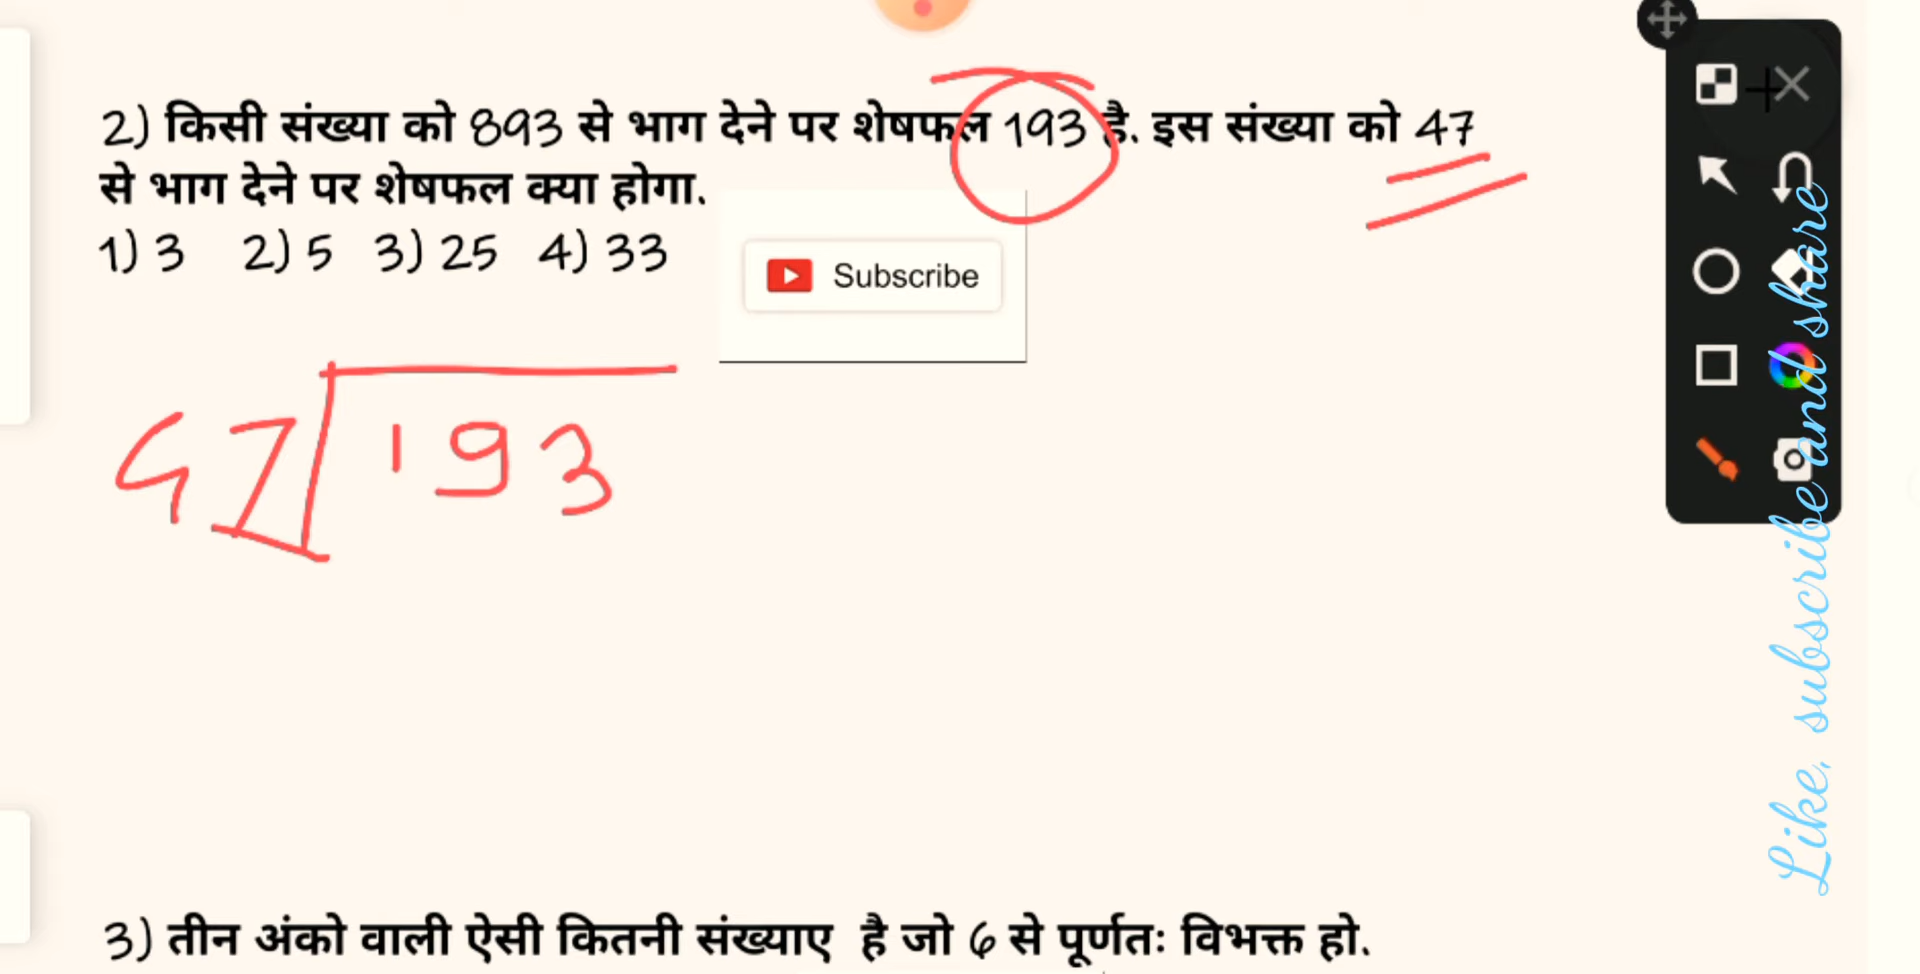 2) किसी संख्या को 893 से भाग देने पर शेषफल 193 है. इस संख्या को 47
से भाग देने पर शेषफल क्या होगा.
1) 3 2) 5 3) 25 4) 33
Subscribe
47 193
3) तीन अंको वाली ऐसी कितनी संख्याए है जो 6 से पूर्णतः विभक्त हो.
Like, subscribe and share